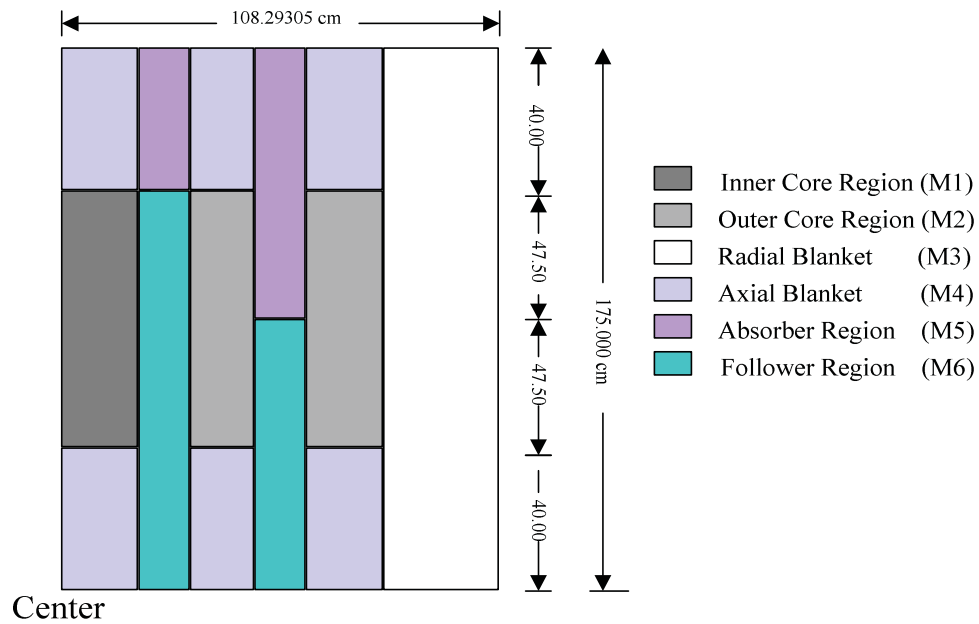 108.29305 cm
40.00
47.50
47.50
40.00
175.000 cm
Inner Core Region (M1)
Outer Core Region (M2)
Radial Blanket (M3)
Axial Blanket (M4)
Absorber Region (M5)
Follower Region (M6)
Center